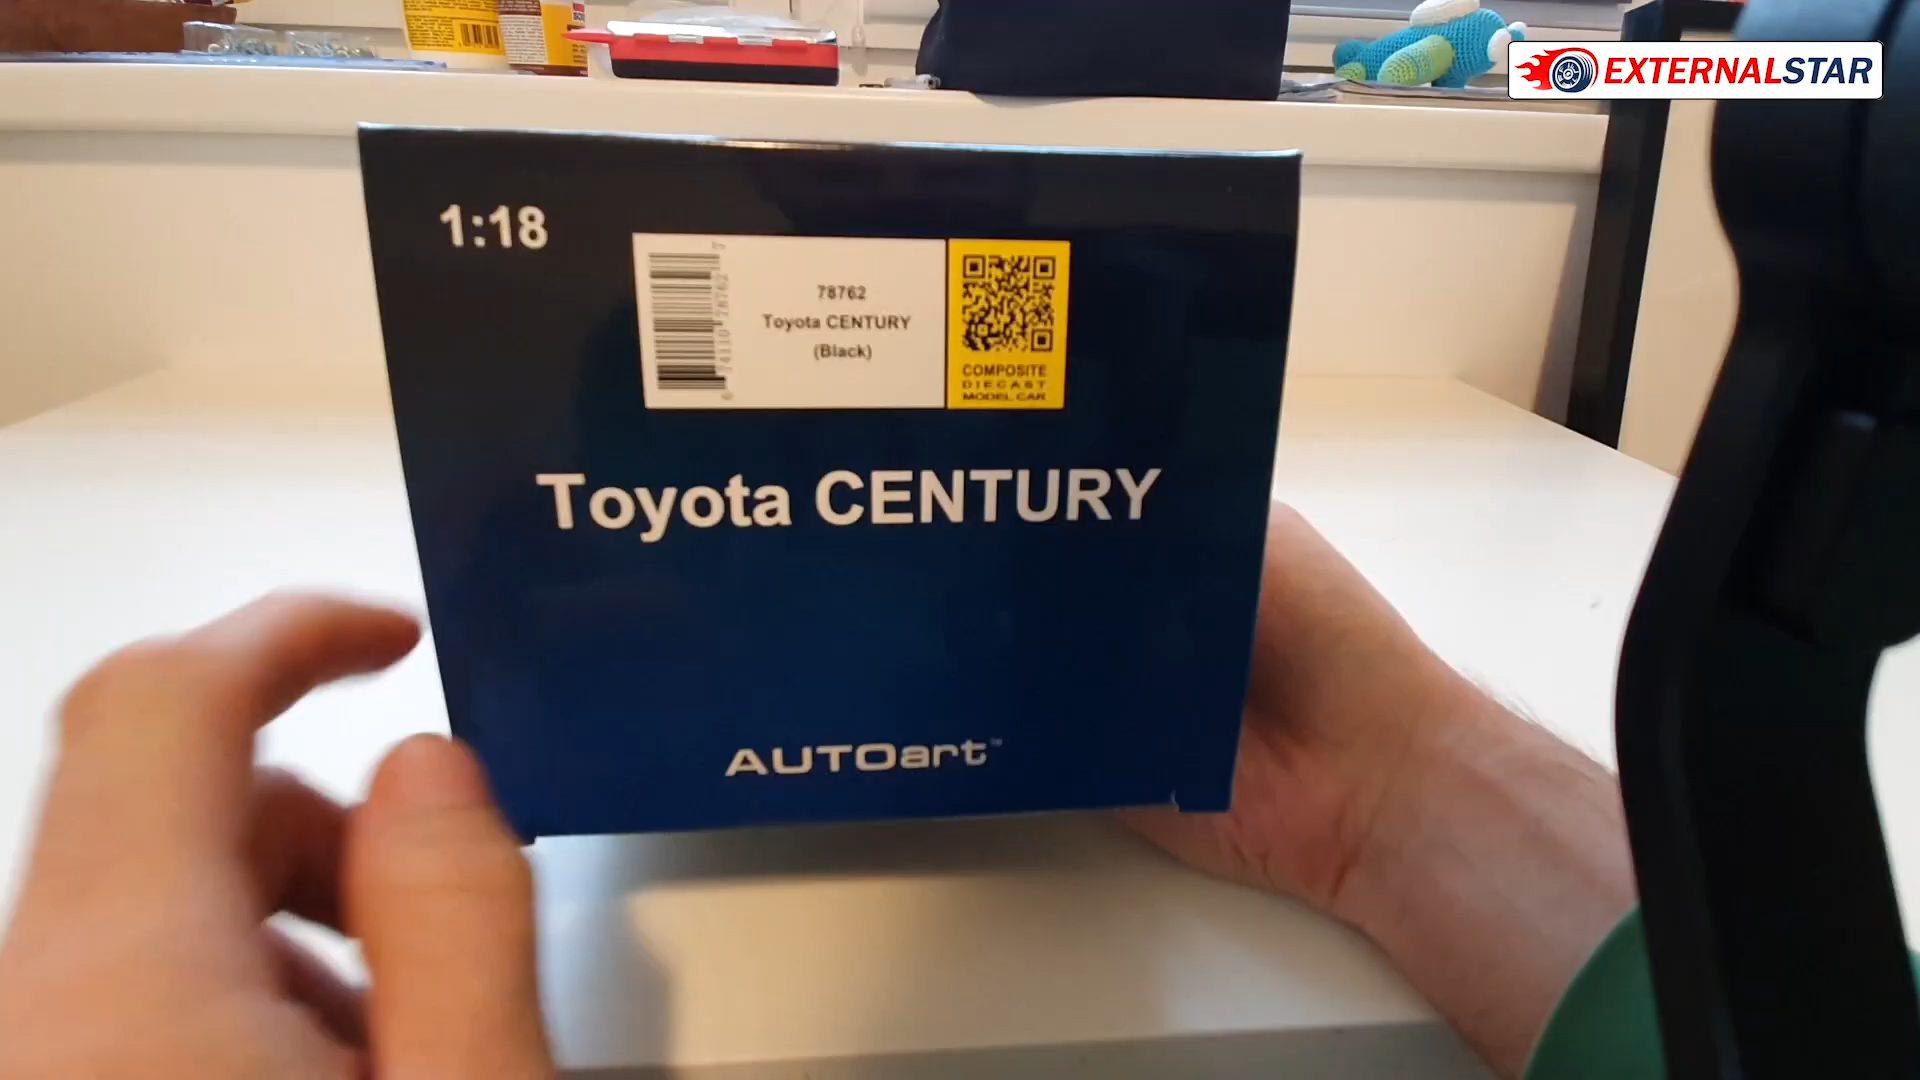 EXTERNALSTAR
1:18
78762
Toyota CENTURY
(Black)
COMPOSITE
DIECAST
MODEL CAR
Toyota CENTURY
AUTOart™